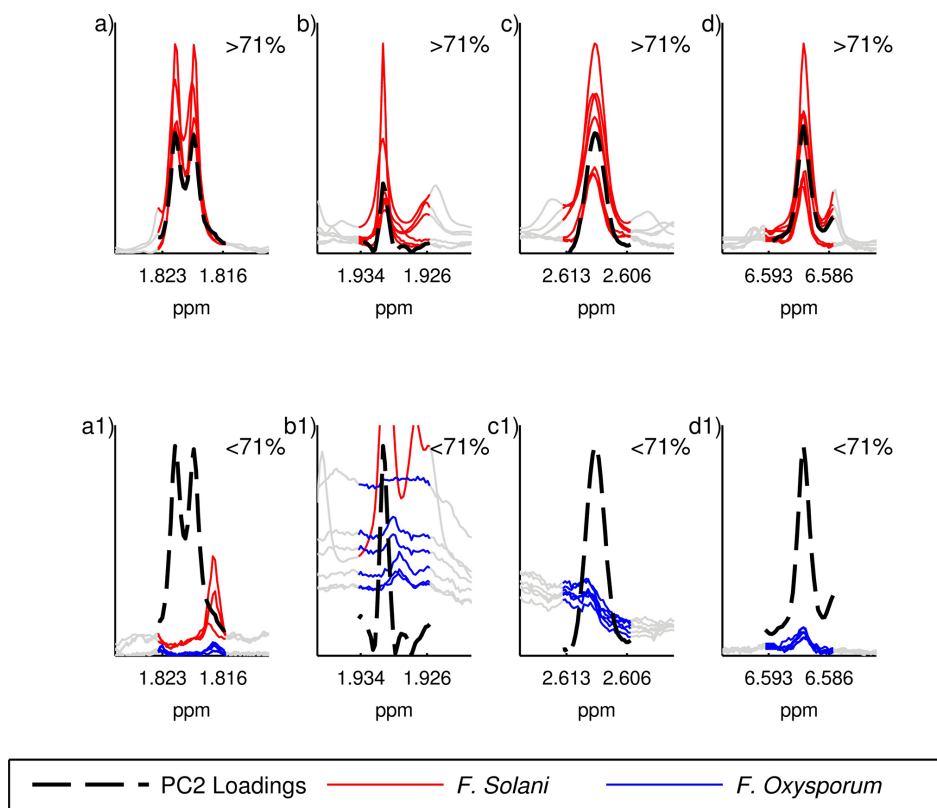 a) b) c) d)
>71% >71% >71% >71%
1.823 1.816 1.934 1.926 2.613 2.606 6.593 6.586
ppm ppm ppm ppm
a1) b1) c1) d1)
<71% <71% <71% <71%
1.823 1.816 1.934 1.926 2.613 2.606 6.593 6.586
ppm ppm ppm ppm
PC2 Loadings F. Solani F. Oxysporum